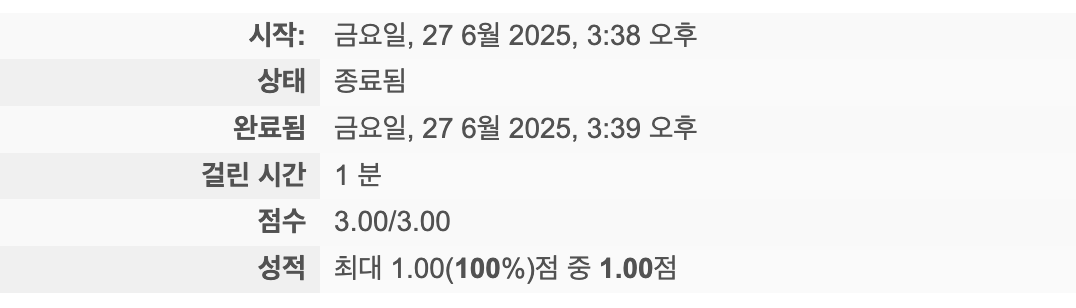 시작: 금요일, 27 6월 2025, 3:38 오후
상태 종료됨
완료됨 금요일, 27 6월 2025, 3:39 오후
걸린 시간 1 분
점수 3.00/3.00
성적 최대 1.00(100%)점 중 1.00점